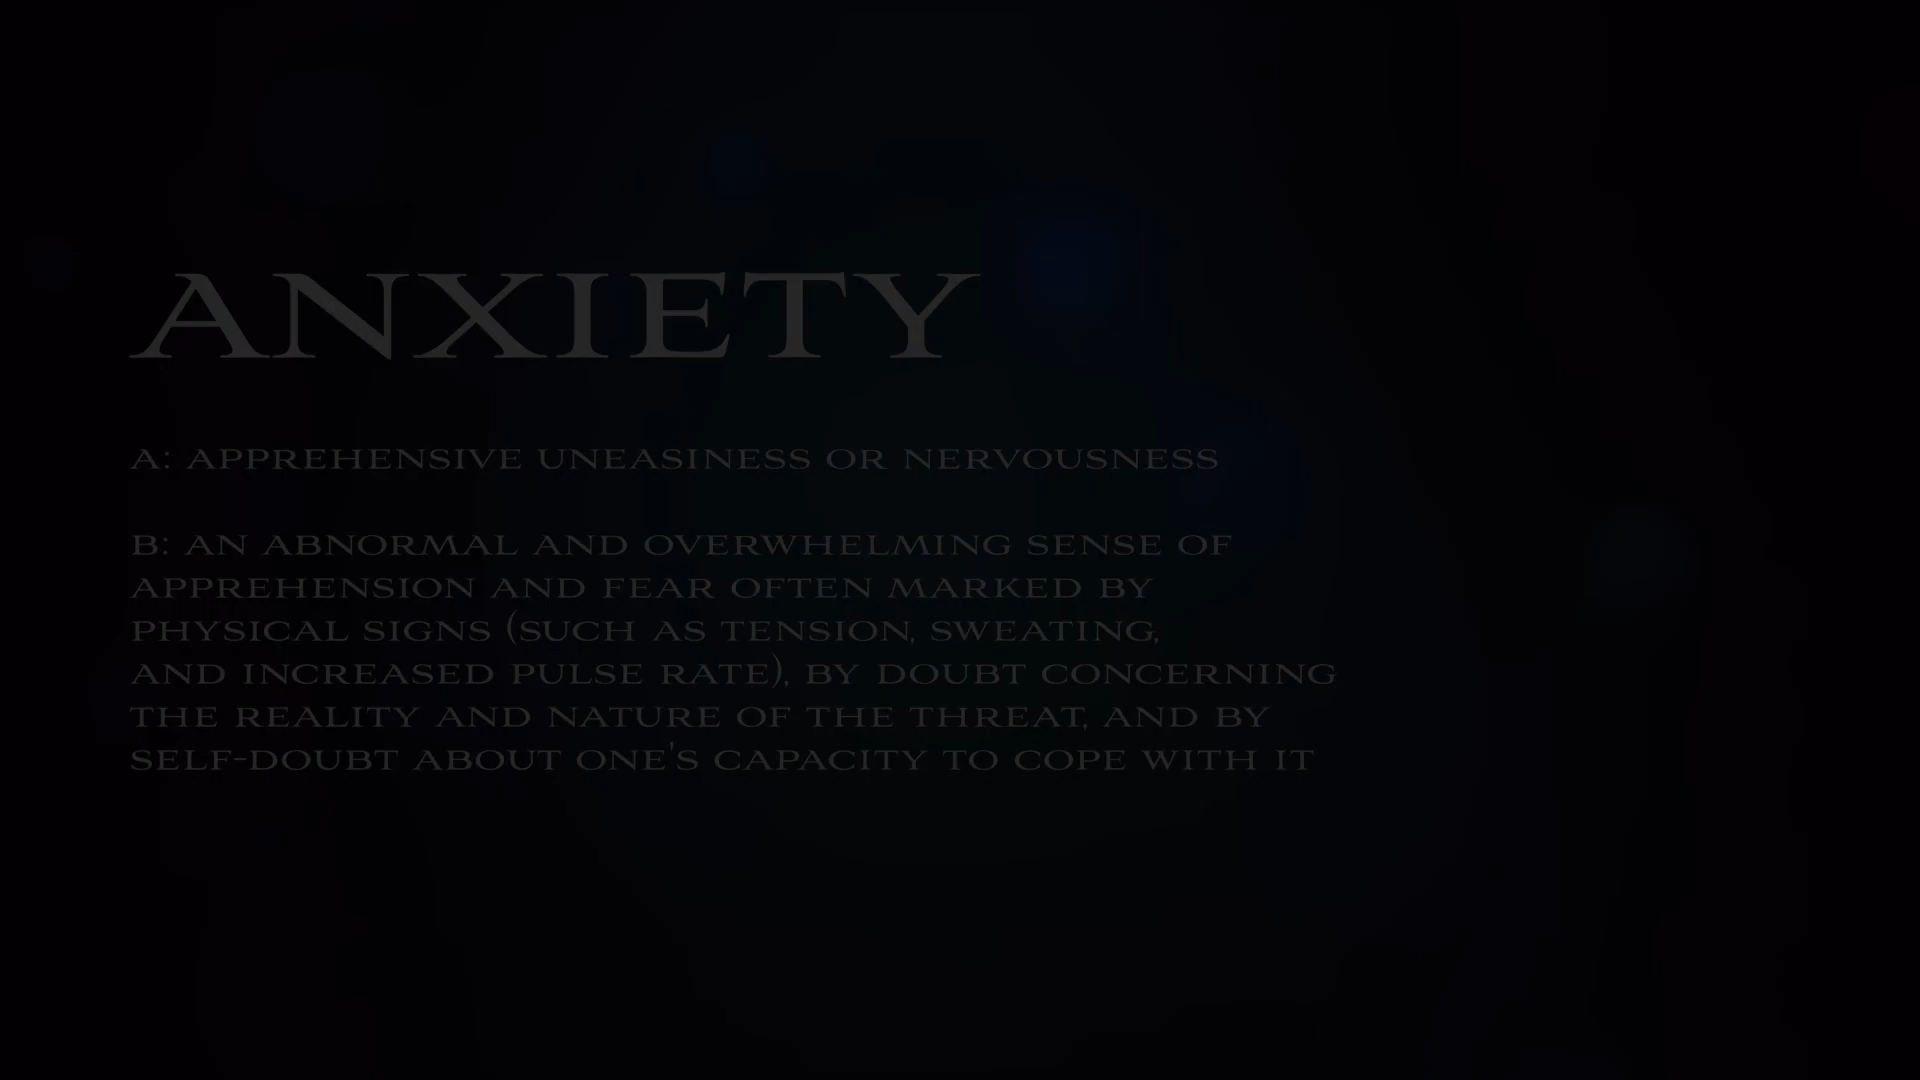 ANXIETY
A: APPREHENSIVE UNEASINESS OR NERVOUSNESS
B: AN ABNORMAL AND OVERWHELMING SENSE OF
APPREHENSION AND FEAR OFTEN MARKED BY
PHYSICAL SIGNS (SUCH AS TENSION, SWEATING,
AND INCREASED PULSE RATE), BY DOUBT CONCERNING
THE REALITY AND NATURE OF THE THREAT, AND BY
SELF-DOUBT ABOUT ONE'S CAPACITY TO COPE WITH IT